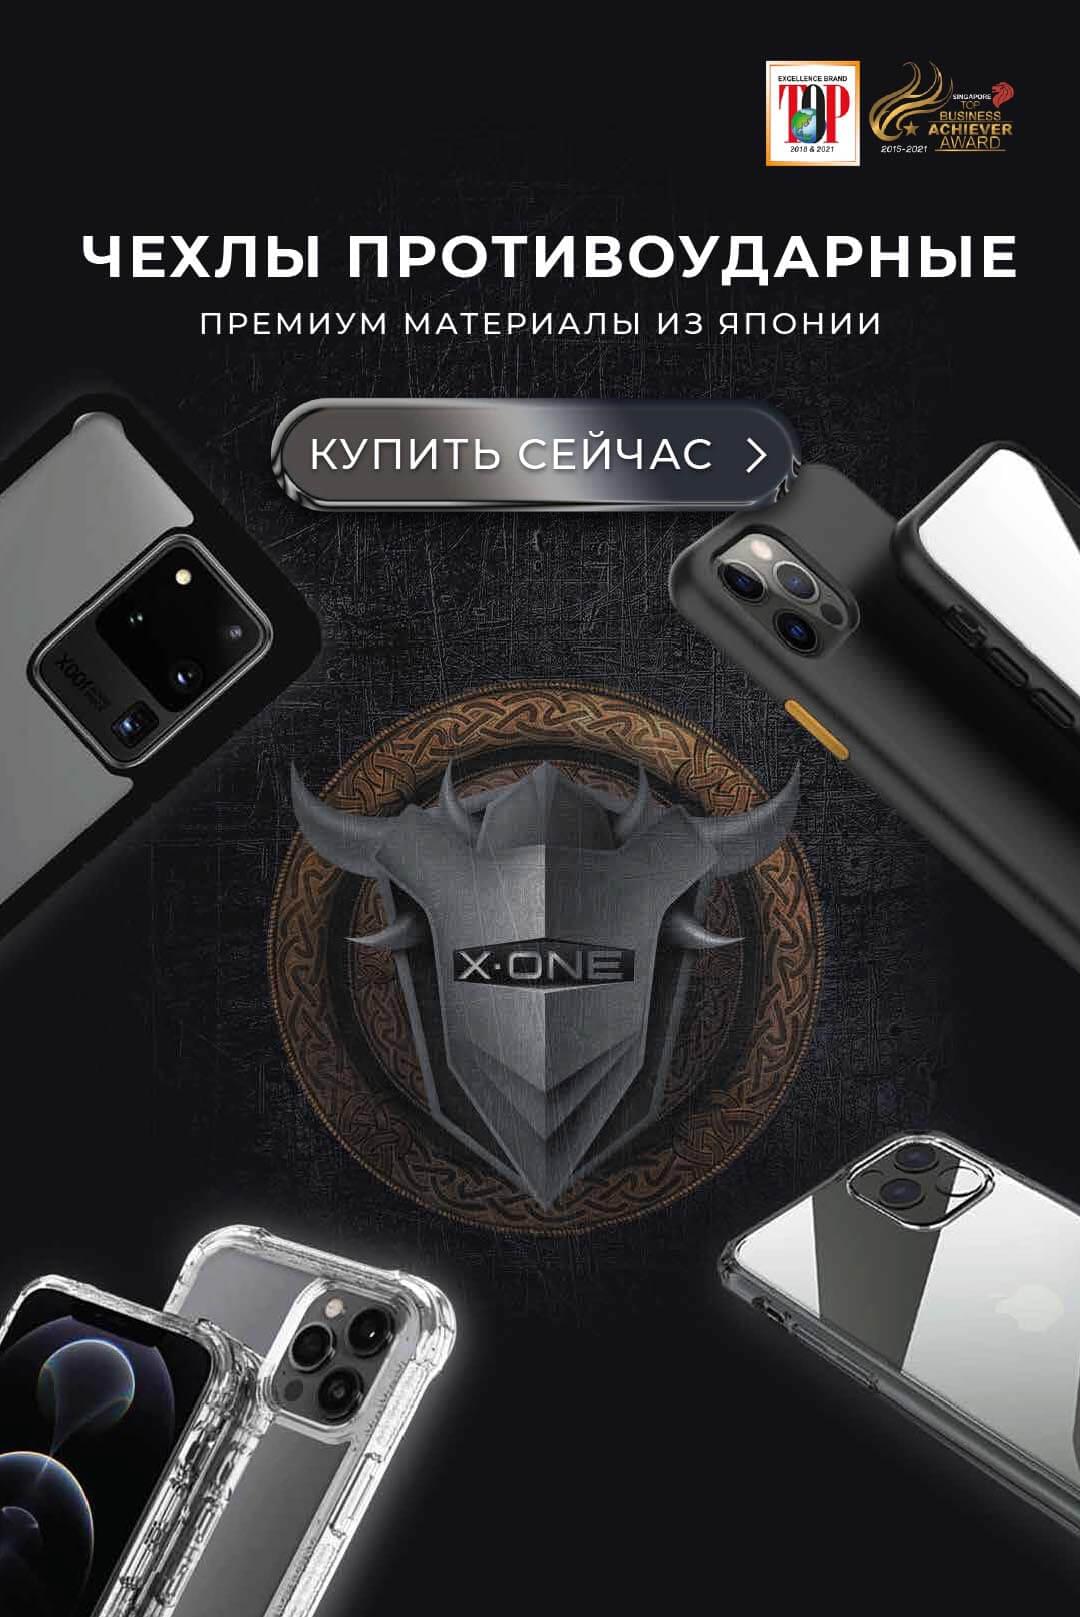 EXCELLENCE BRAND
TOP
2018 & 2021
SINGAPORE
TOP
BUSINESS
ACHIEVER
AWARD
2015-2021
ЧЕХЛЫ ПРОТИВОУДАРНЫЕ
ПРЕМИУМ МАТЕРИАЛЫ ИЗ ЯПОНИИ
КУПИТЬ СЕЙЧАС
100X
X·ONE